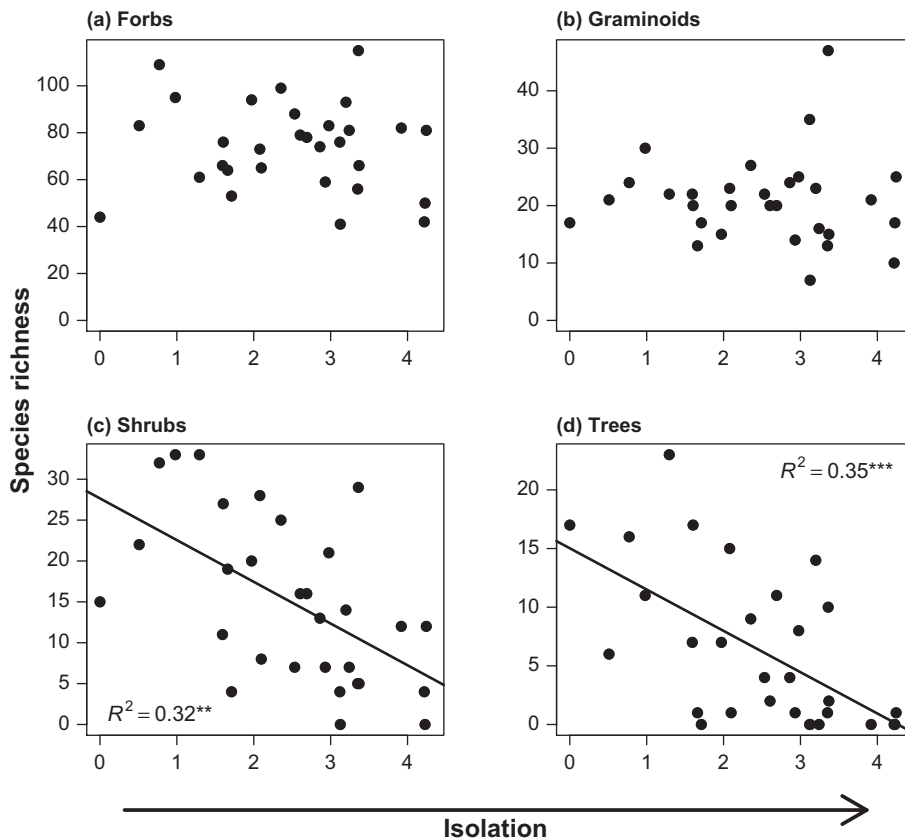 (a) Forbs
100
80
60
40
20
0
0 1 2 3 4
(b) Graminoids
40
30
20
10
0
0 1 2 3 4
Species richness
(c) Shrubs
30
25
20
15
10
5
0
R² = 0.32**
0 1 2 3 4
(d) Trees
R² = 0.35***
20
15
10
5
0
0 1 2 3 4
Isolation